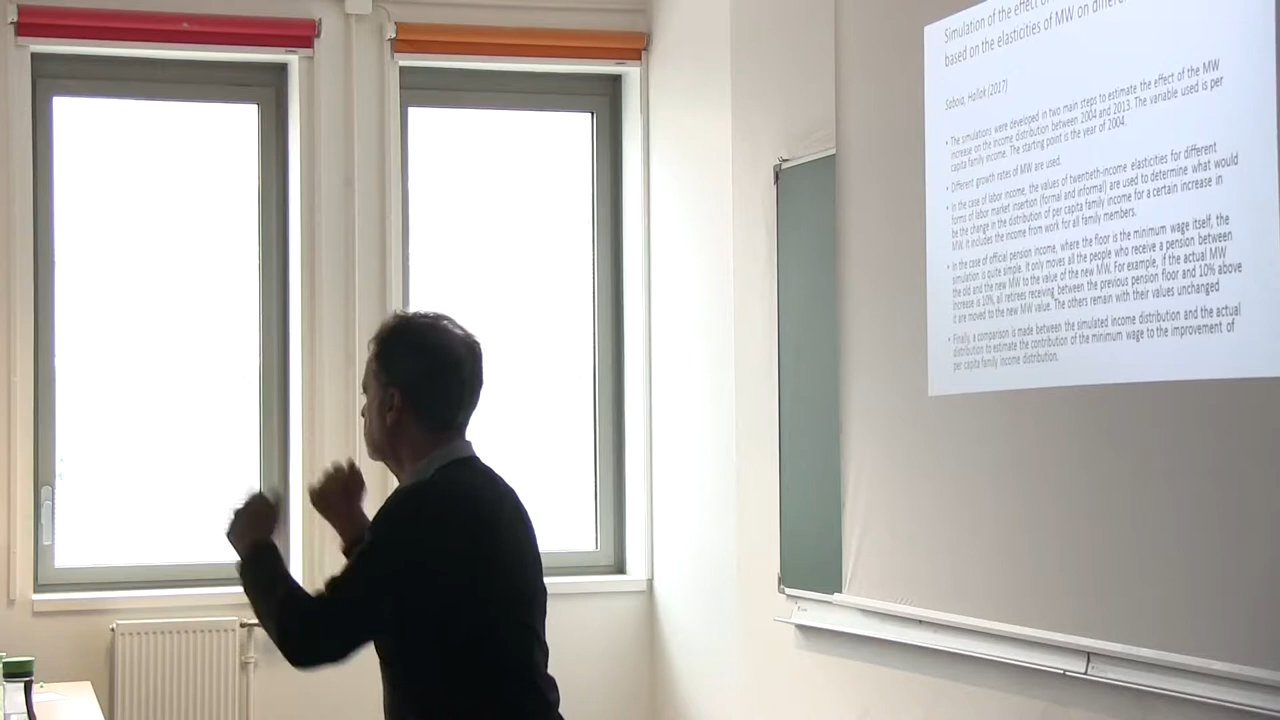 Simulation of the effect
based on the elasticities of MW on
Saboia, Hallak (2017)
• The simulations were developed in two main steps to estimate the effect of the MW
increase on the income distribution between 2004 and 2013. The variable used is per
capita family income. The starting point is the year of 2004.
• Different growth rates of MW are used.
• In the case of labor income, the values of twentieth-income elasticities for different
forms of labor market insertion (formal and informal) are used to determine what would
be the change in the distribution of per capita family income for a certain increase in
MW. It includes the income from work for all family members.
• In the case of official pension income, where the floor is the minimum wage itself, the
simulation is quite simple. It only moves all the people who receive a pension between
the old and the new MW to the value of the new MW. For example, if the actual MW
increase is 10%, all retirees receiving between the previous pension floor and 10% above
it are moved to the new MW value. The others remain with their values unchanged
• Finally, a comparison is made between the simulated income distribution and the actual
distribution to estimate the contribution of the minimum wage to the improvement of
per capita family income distribution.